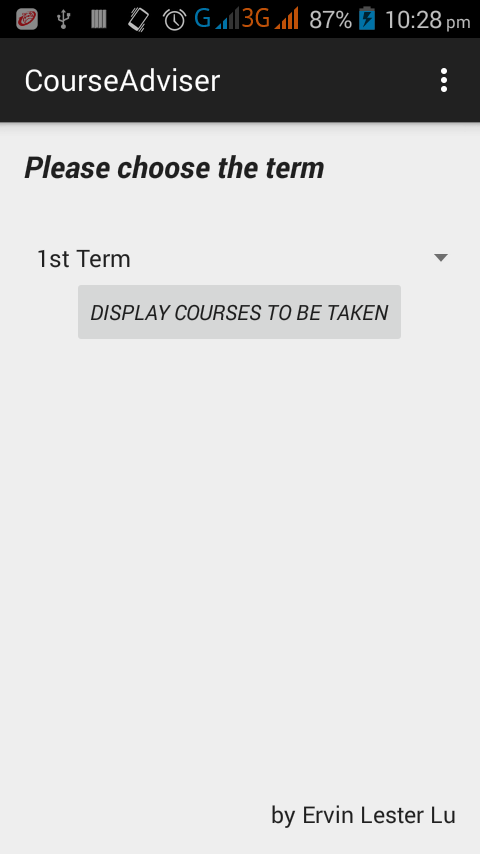 G 3G 87% 10:28 pm
CourseAdviser
Please choose the term
1st Term
DISPLAY COURSES TO BE TAKEN
by Ervin Lester Lu